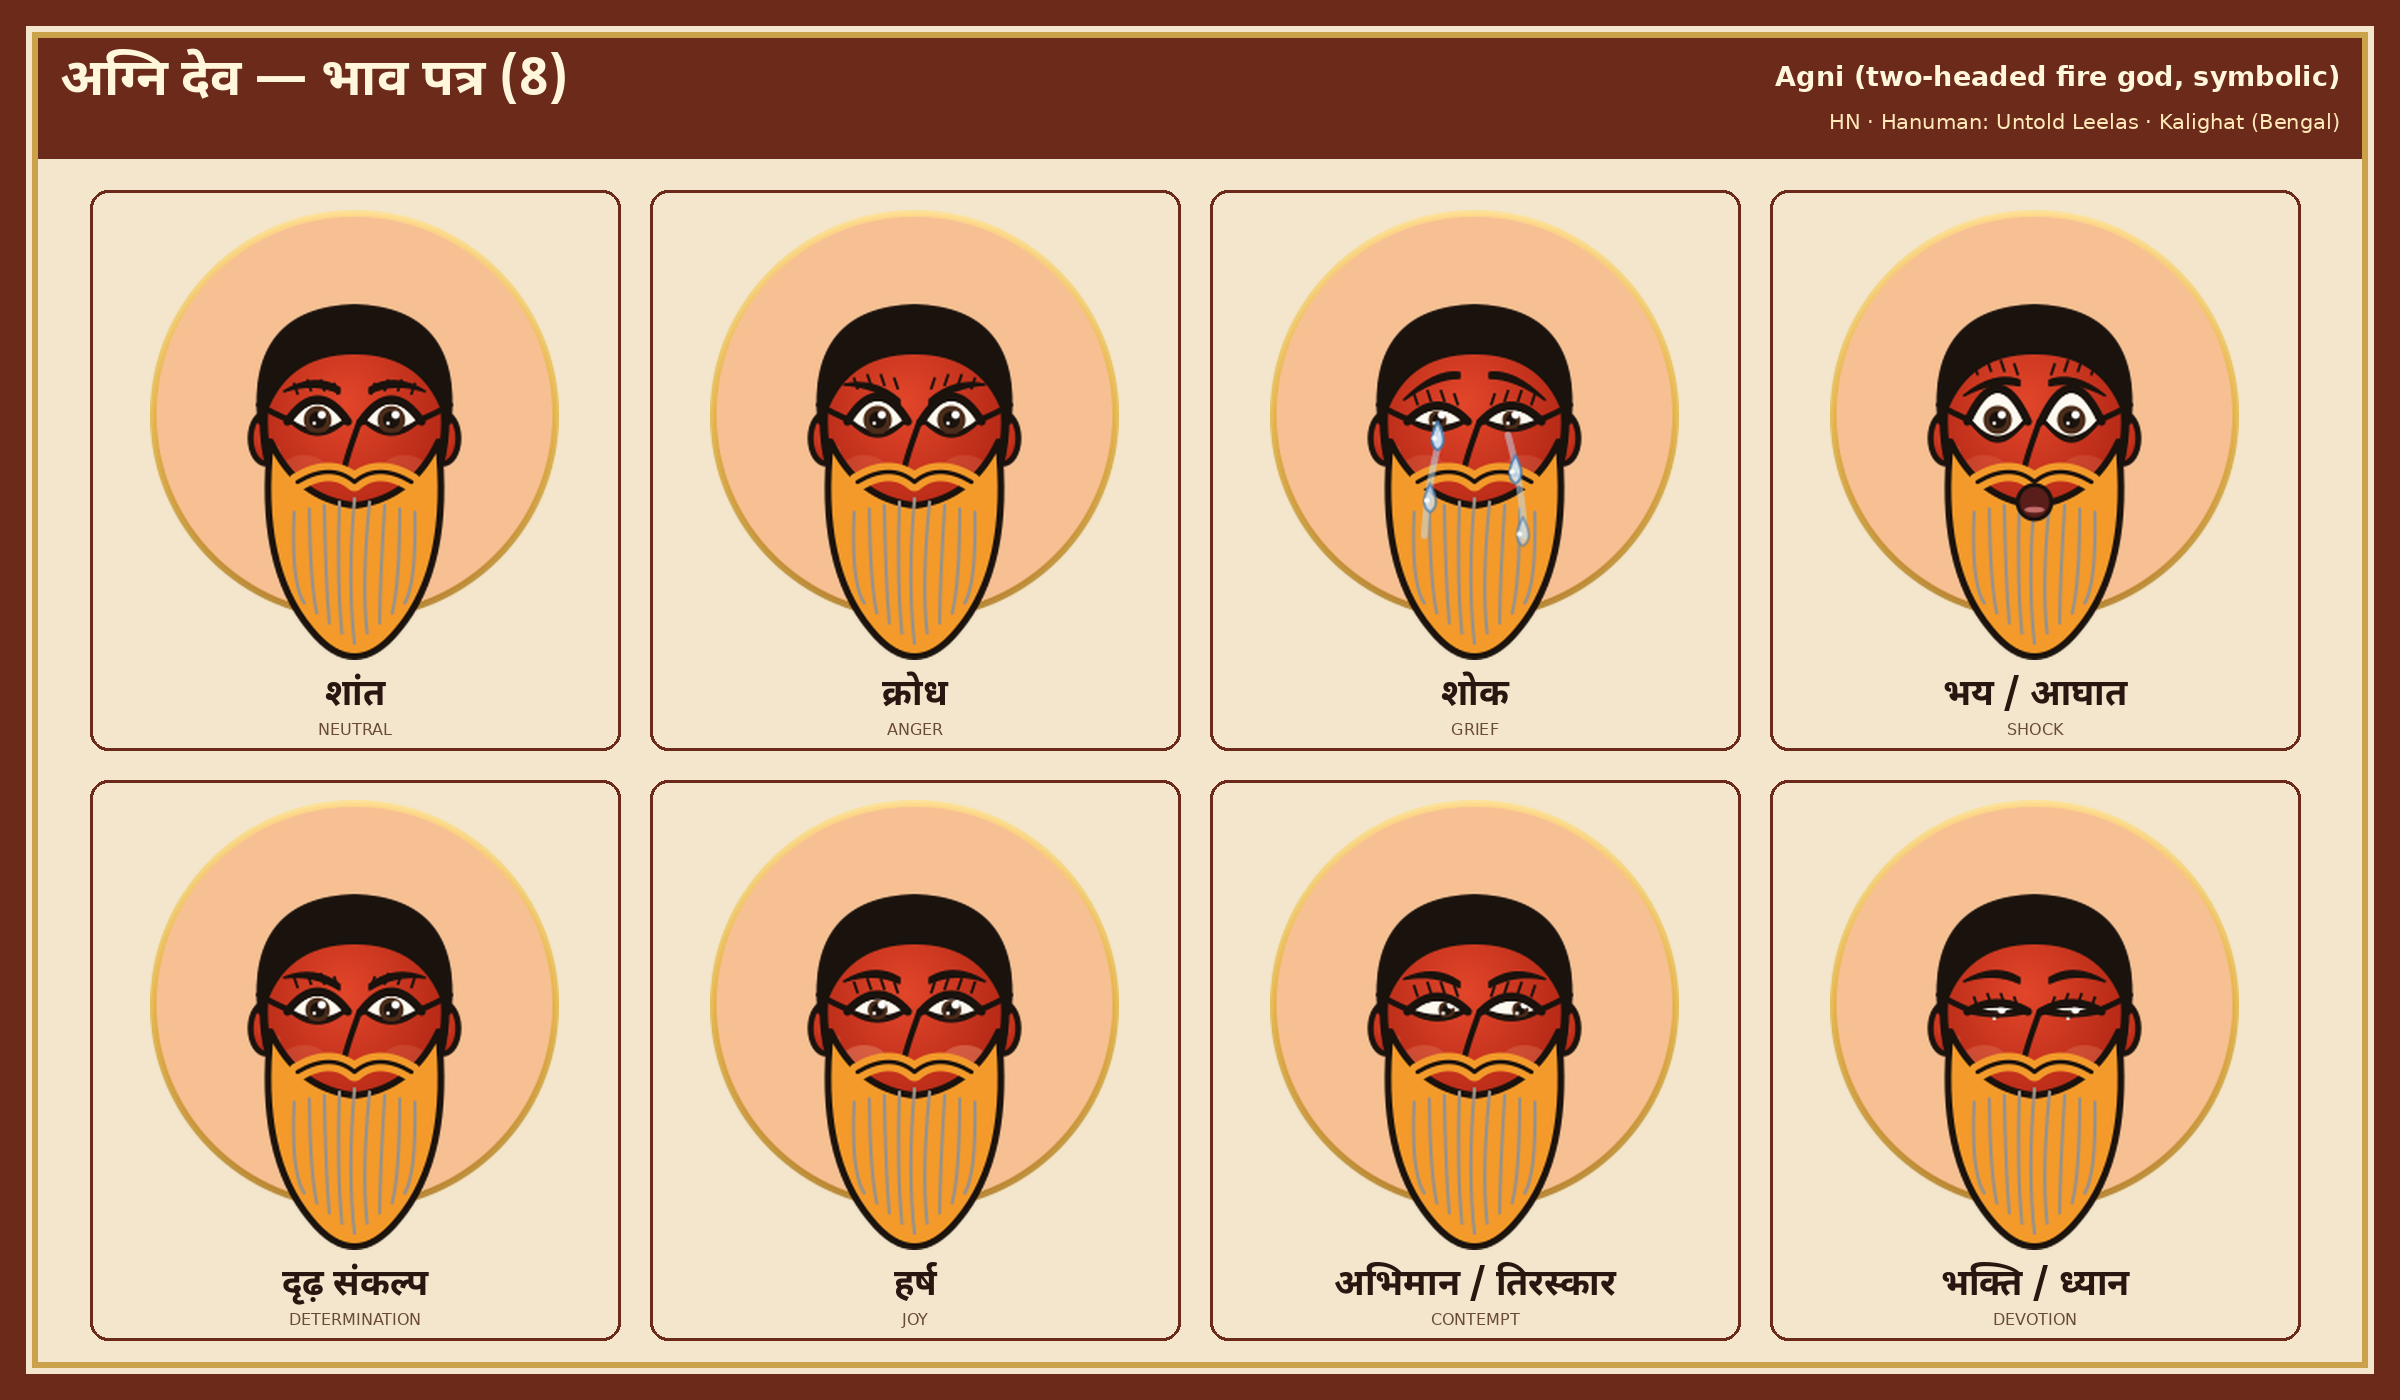 अग्नि देव — भाव पत्र (8)
Agni (two-headed fire god, symbolic)
HN · Hanuman: Untold Leelas · Kalighat (Bengal)
शांत
NEUTRAL
क्रोध
ANGER
शोक
GRIEF
भय / आघात
SHOCK
दृढ़ संकल्प
DETERMINATION
हर्ष
JOY
अभिमान / तिरस्कार
CONTEMPT
भक्ति / ध्यान
DEVOTION